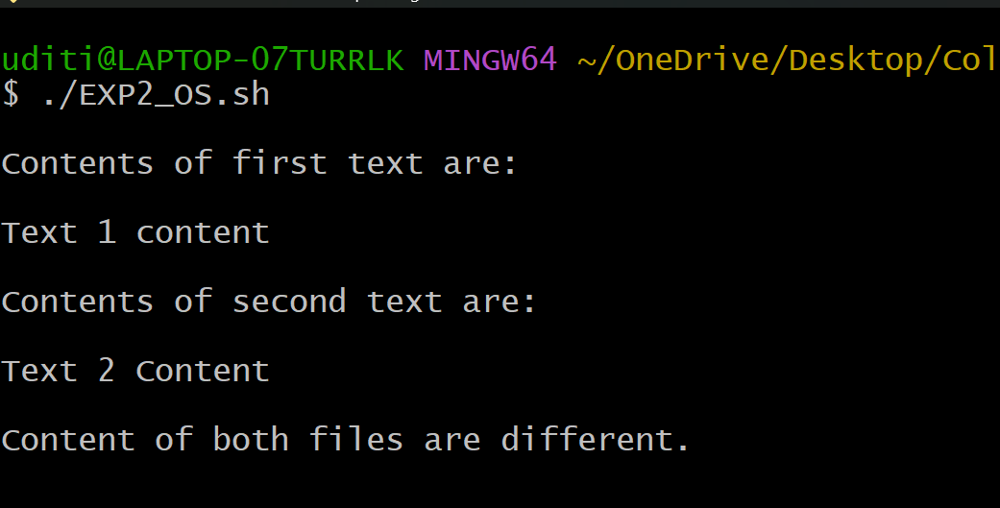 uditi@LAPTOP-O7TURRLK MINGW64 ~/OneDrive/Desktop/Col
$ ./EXP2_OS.sh
Contents of first text are:
Text 1 content
Contents of second text are:
Text 2 Content
Content of both files are different.